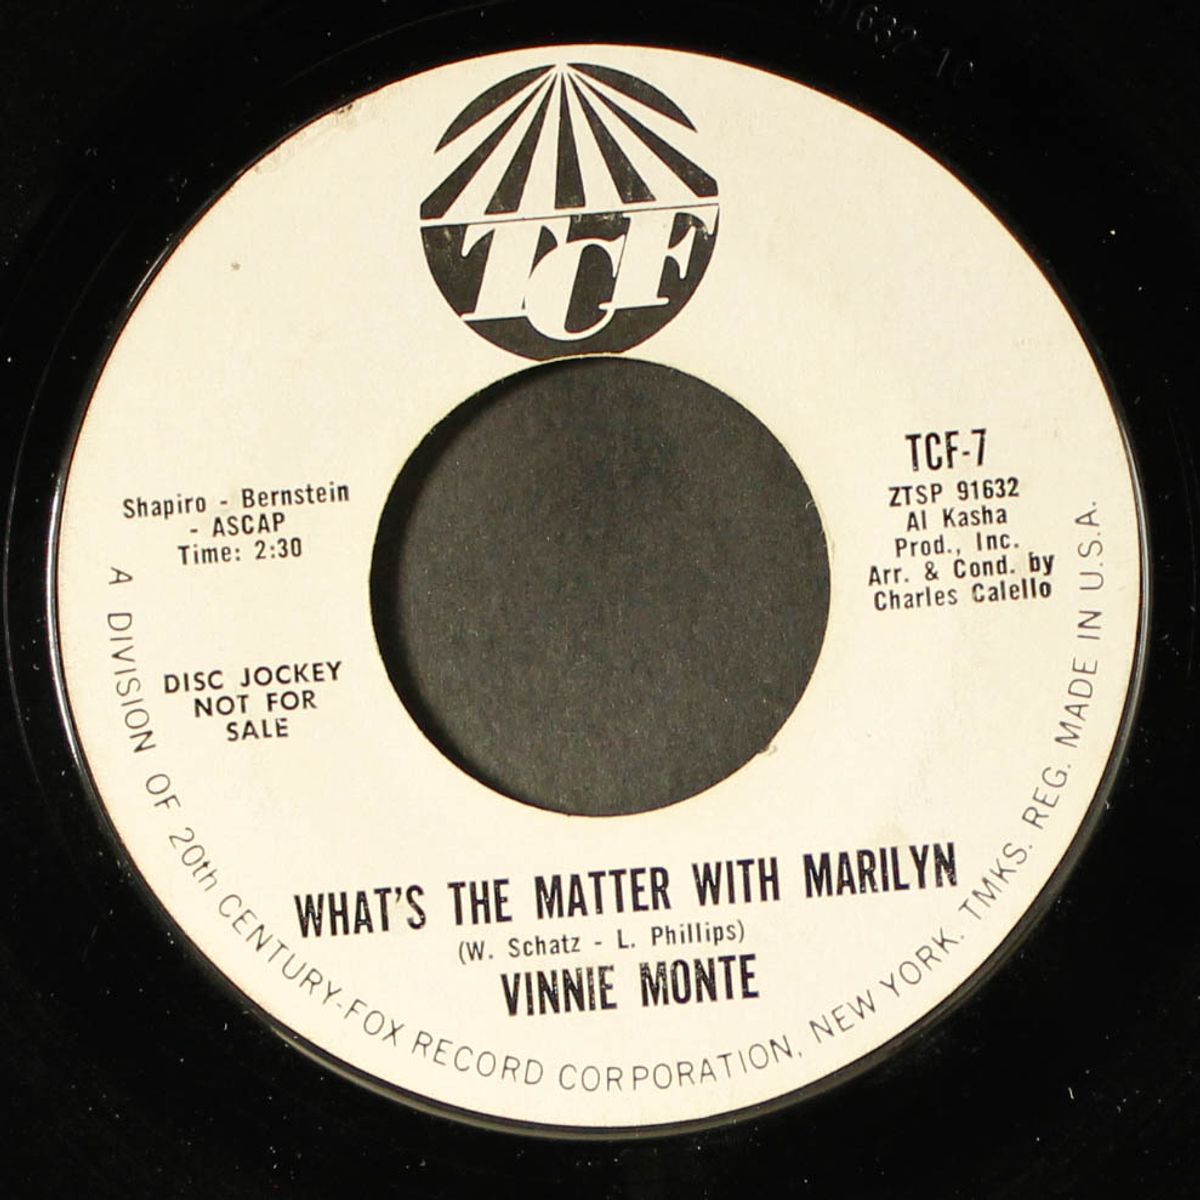 TCF
TCF-7
ZTSP 91632
Al Kasha
Prod., Inc.
Arr. & Cond. by
Charles Calello
Shapiro - Bernstein
- ASCAP
Time: 2:30
DISC JOCKEY
NOT FOR
SALE
WHAT'S THE MATTER WITH MARILYN
(W. Schatz - L. Phillips)
VINNIE MONTE
A DIVISION OF 20th CENTURY-FOX RECORD CORPORATION, NEW YORK. TMKS. REG. MADE IN U.S.A.